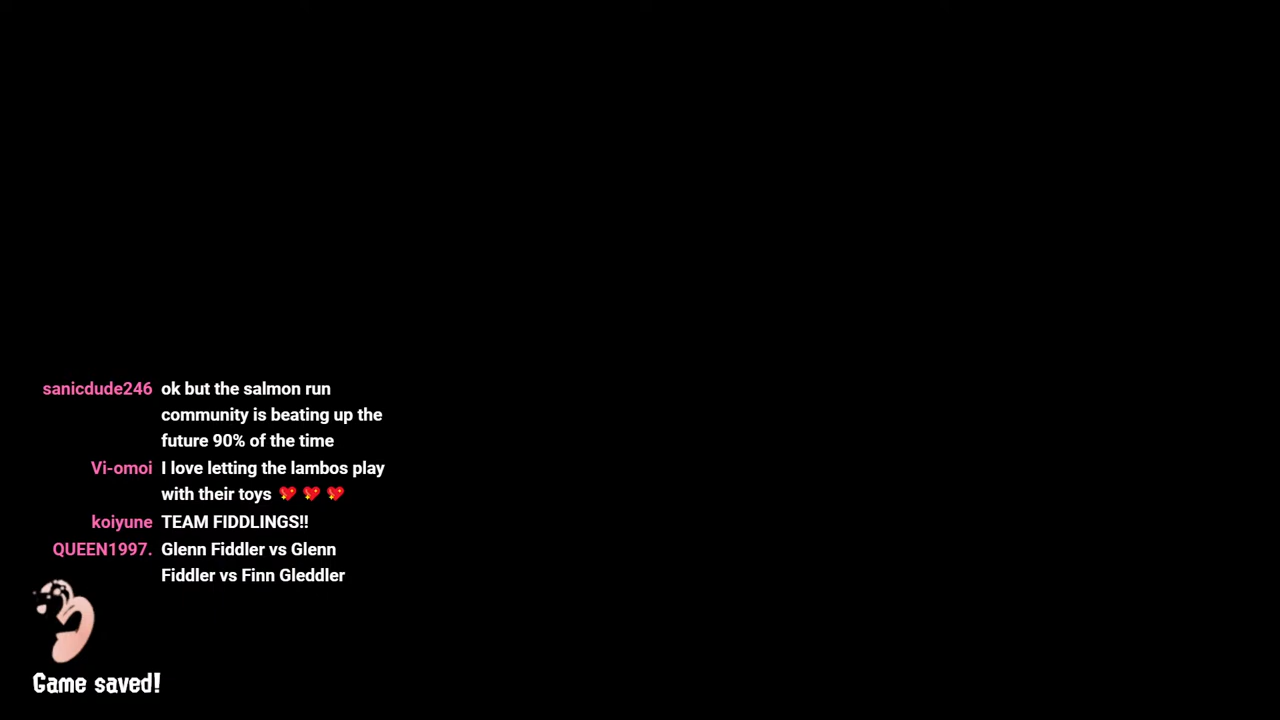 sanicdude246 ok but the salmon run
community is beating up the
future 90% of the time
Vi-omoi I love letting the lambos play
with their toys 💖 💖 💖
koiyune TEAM FIDDLINGS!!
QUEEN1997. Glenn Fiddler vs Glenn
Fiddler vs Finn Gleddler
Game saved!